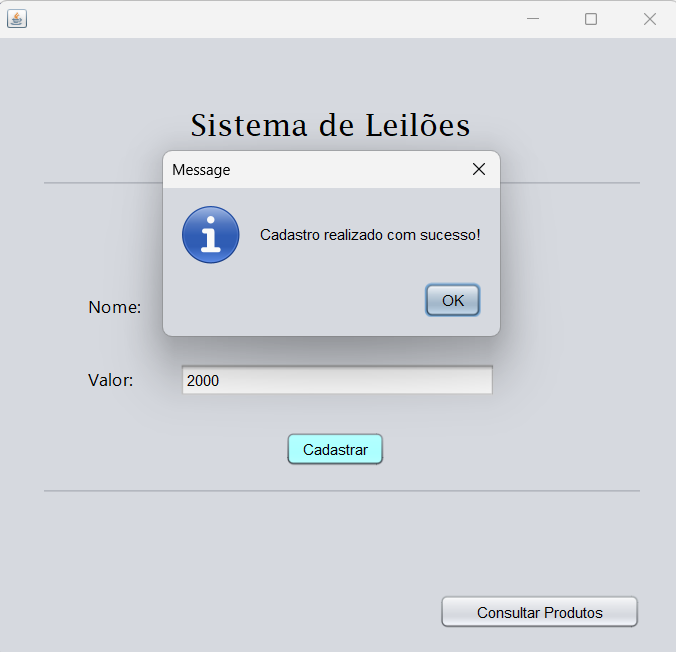 Sistema de Leilões
Message
Cadastro realizado com sucesso!
OK
Nome:
Valor: 2000
Cadastrar
Consultar Produtos